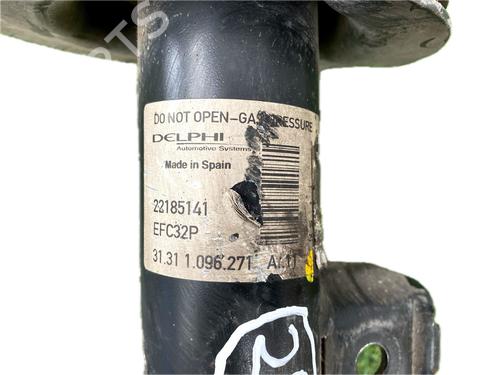 DO NOT OPEN-GAS PRESSURE
DELPHI
Automotive Systems
Made in Spain
22185141
EFC32P
31.31 1.096.271